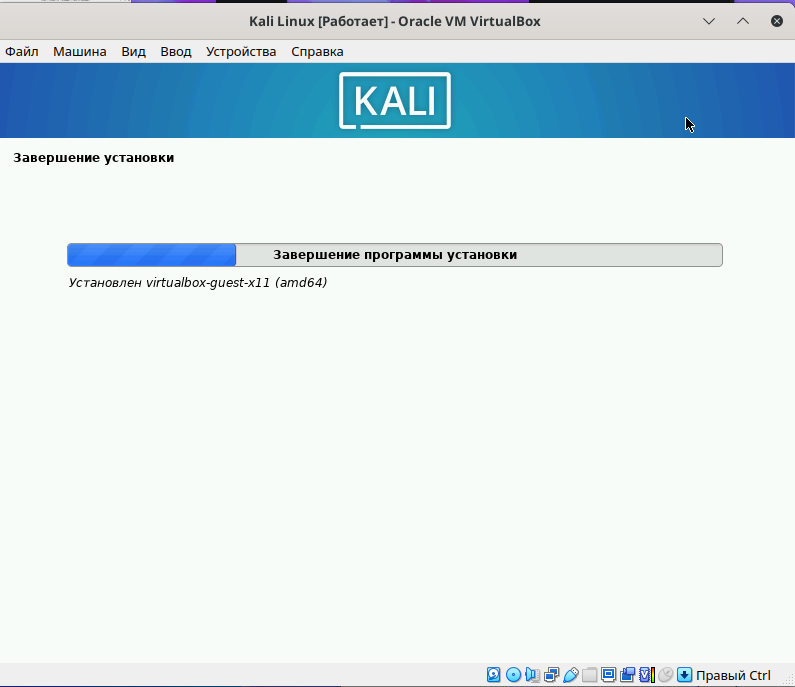 Kali Linux [Работает] - Oracle VM VirtualBox
Файл Машина Вид Ввод Устройства Справка
KALI
Завершение установки
Завершение программы установки
Установлен virtualbox-guest-x11 (amd64)
Правый Ctrl